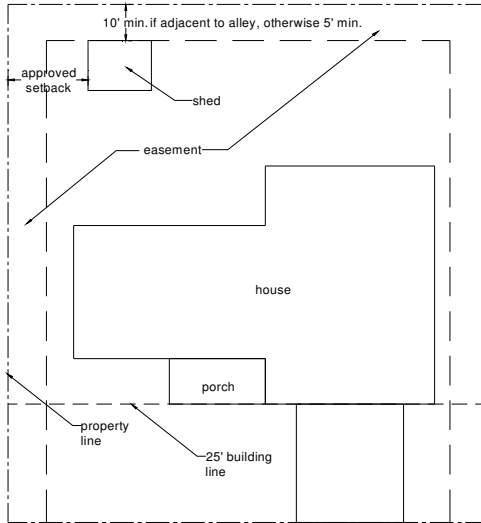 10' min. if adjacent to alley, otherwise 5' min.
approved
setback
shed
easement
house
porch
property
line
25' building
line